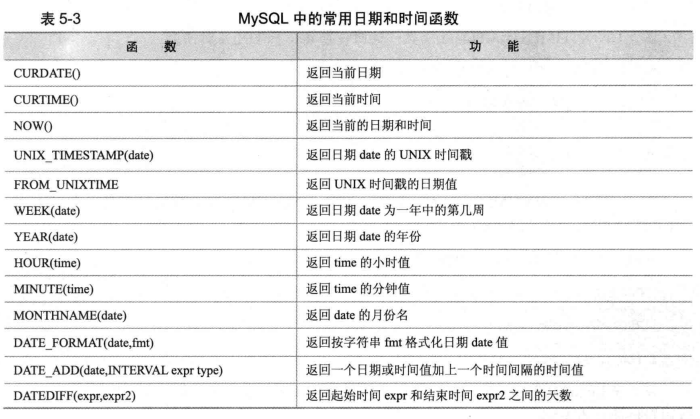 表 5-3 MySQL 中的常用日期和时间函数
函 数 功 能
CURDATE() 返回当前日期
CURTIME() 返回当前时间
NOW() 返回当前的日期和时间
UNIX_TIMESTAMP(date) 返回日期 date 的 UNIX 时间戳
FROM_UNIXTIME 返回 UNIX 时间戳的日期值
WEEK(date) 返回日期 date 为一年中的第几周
YEAR(date) 返回日期 date 的年份
HOUR(time) 返回 time 的小时值
MINUTE(time) 返回 time 的分钟值
MONTHNAME(date) 返回 date 的月份名
DATE_FORMAT(date,fmt) 返回按字符串 fmt 格式化日期 date 值
DATE_ADD(date,INTERVAL expr type) 返回一个日期或时间值加上一个时间间隔的时间值
DATEDIFF(expr,expr2) 返回起始时间 expr 和结束时间 expr2 之间的天数